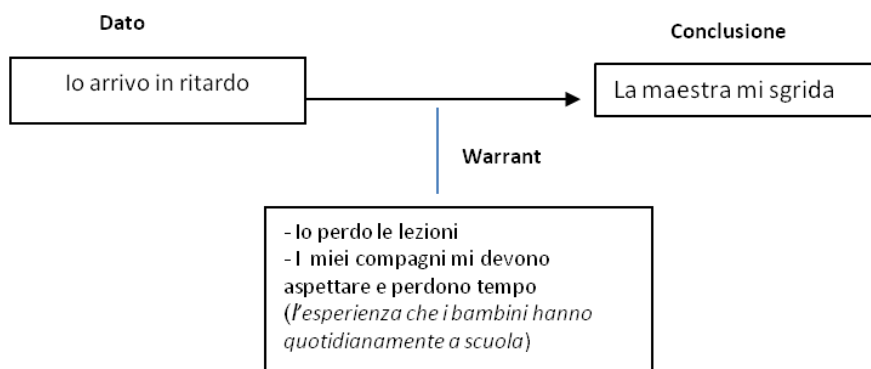 Dato
Conclusione
Io arrivo in ritardo
La maestra mi sgrida
Warrant
- Io perdo le lezioni
- I miei compagni mi devono
aspettare e perdono tempo
(l'esperienza che i bambini hanno
quotidianamente a scuola)